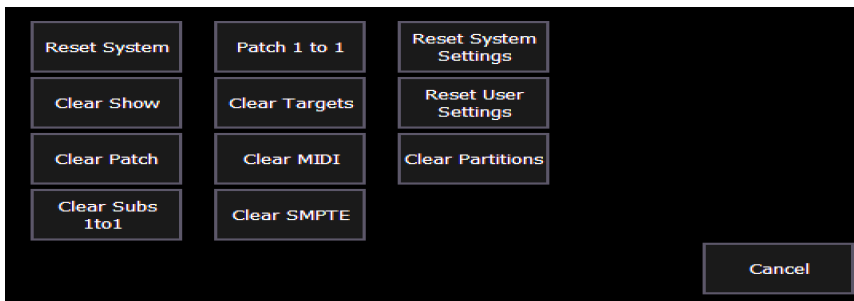 Reset System
Patch 1 to 1
Reset System
Settings
Clear Show
Clear Targets
Reset User
Settings
Clear Patch
Clear MIDI
Clear Partitions
Clear Subs
1to1
Clear SMPTE
Cancel